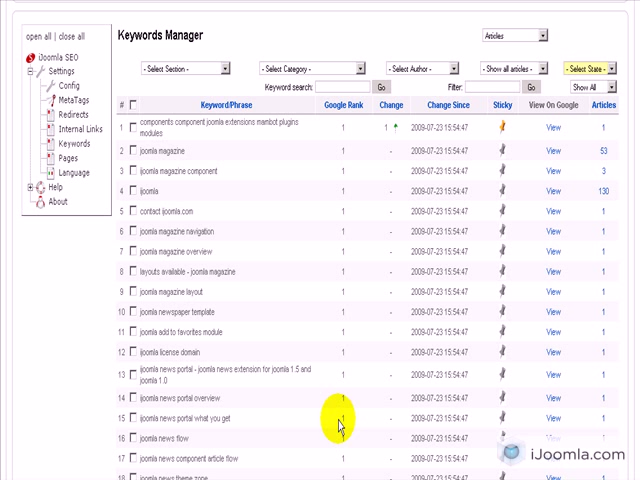 open all | close all
Keywords Manager
Articles
iJoomla SEO
Settings
Config
MetaTags
Redirects
Internal Links
Keywords
Pages
Language
Help
About
- Select Section -
- Select Category -
- Select Author -
- Show all articles -
- Select State -
Keyword search:
Go
Filter:
Go
Show All
# Keyword/Phrase Google Rank Change Change Since Sticky View On Google Articles
1 components component joomla extensions mambot plugins modules 1 1 2009-07-23 15:54:47 View 1
2 joomla magazine 1 - 2009-07-23 15:54:47 View 53
3 ijoomla magazine component 1 - 2009-07-23 15:54:47 View 3
4 ijoomla 1 - 2009-07-23 15:54:47 View 130
5 contact ijoomla.com 1 - 2009-07-23 15:54:47 View 1
6 joomla magazine navigation 1 - 2009-07-23 15:54:47 View 1
7 joomla magazine overview 1 - 2009-07-23 15:54:47 View 1
8 layouts available - joomla magazine 1 - 2009-07-23 15:54:47 View 1
9 joomla magazine layout 1 - 2009-07-23 15:54:47 View 1
10 joomla newspaper template 1 - 2009-07-23 15:54:47 View 1
11 joomla add to favorites module 1 - 2009-07-23 15:54:47 View 1
12 ijoomla license domain 1 - 2009-07-23 15:54:47 View 1
13 ijoomla news portal - joomla news extension for joomla 1.5 and joomla 1.0 1 - 2009-07-23 15:54:47 View 1
14 ijoomla news portal overview 1 - 2009-07-23 15:54:47 View 1
15 ijoomla news portal what you get 1 - 2009-07-23 15:54:47 View 1
16 joomla news flow 1 - 2009-07-23 15:54:47
17 joomla news component article flow 1 - 2009-07-23 15:54:47
18 joomla news theme zone
iJoomla.com